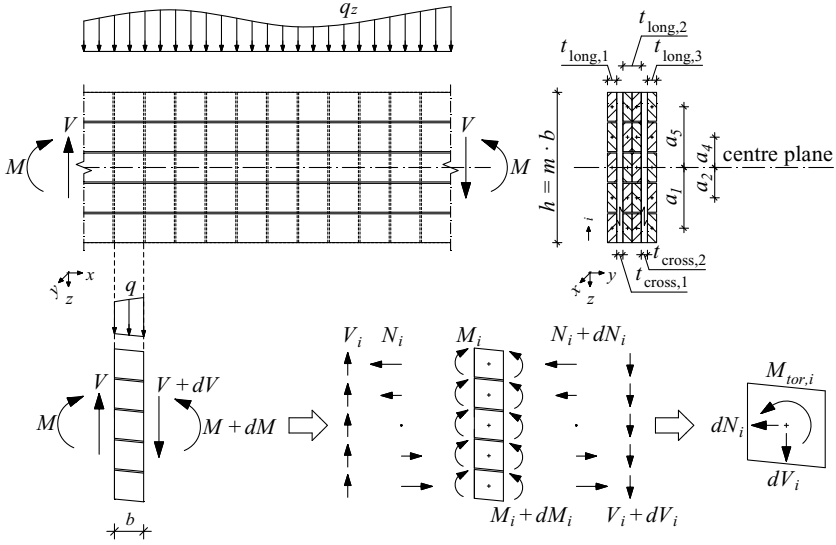 q_z
t_long,2
t_long,1 t_long,3
V V
M M
h = m · b
a_5
a_4
a_2
a_1
i
centre plane
x
y
z
x y
z
t_cross,2
t_cross,1
q
V V + dV
M M + dM
b
V_i N_i M_i N_i + dN_i
M_i + dM_i V_i + dV_i
M_tor,i
dN_i
dV_i